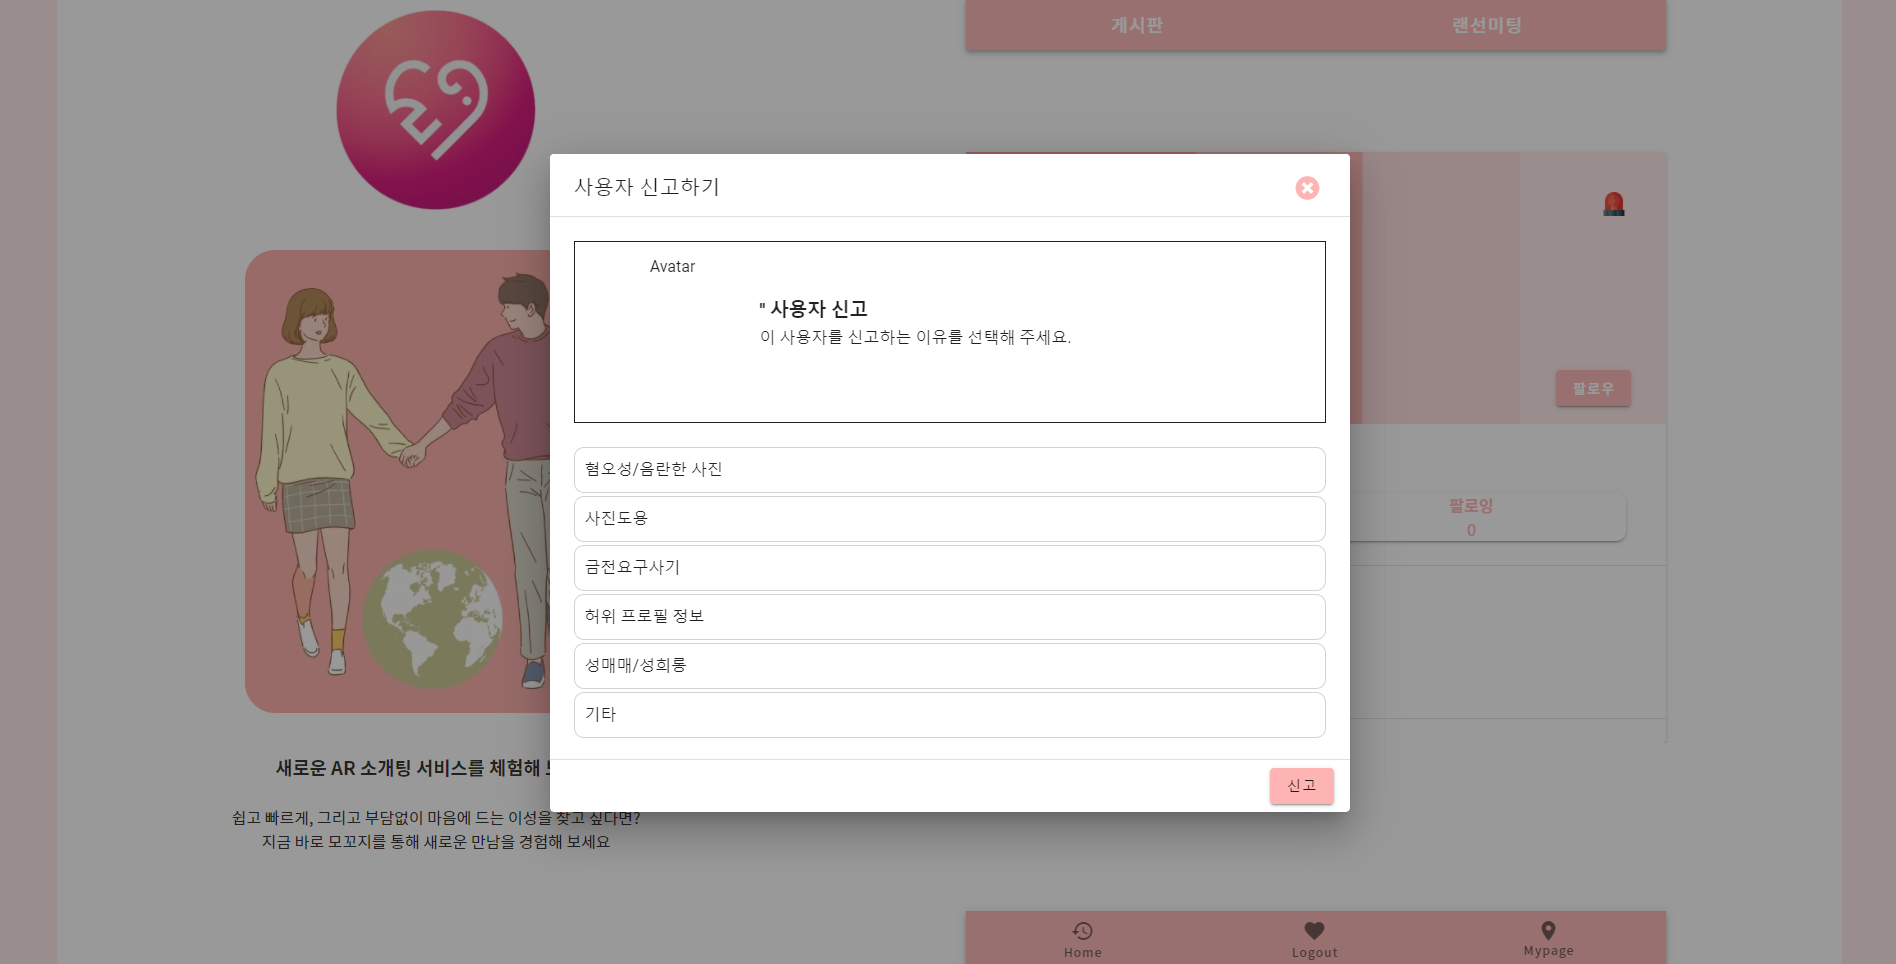 게시판
랜선미팅
사용자 신고하기
Avatar
" 사용자 신고
이 사용자를 신고하는 이유를 선택해 주세요.
팔로우
혐오성/음란한 사진
사진도용
금전요구사기
허위 프로필 정보
성매매/성희롱
기타
팔로잉
0
신고
새로운 AR 소개팅 서비스를 체험해
쉽고 빠르게, 그리고 부담없이 마음에 드는 이성을 찾고 싶다면?
지금 바로 모꼬지를 통해 새로운 만남을 경험해 보세요
Home
Logout
Mypage